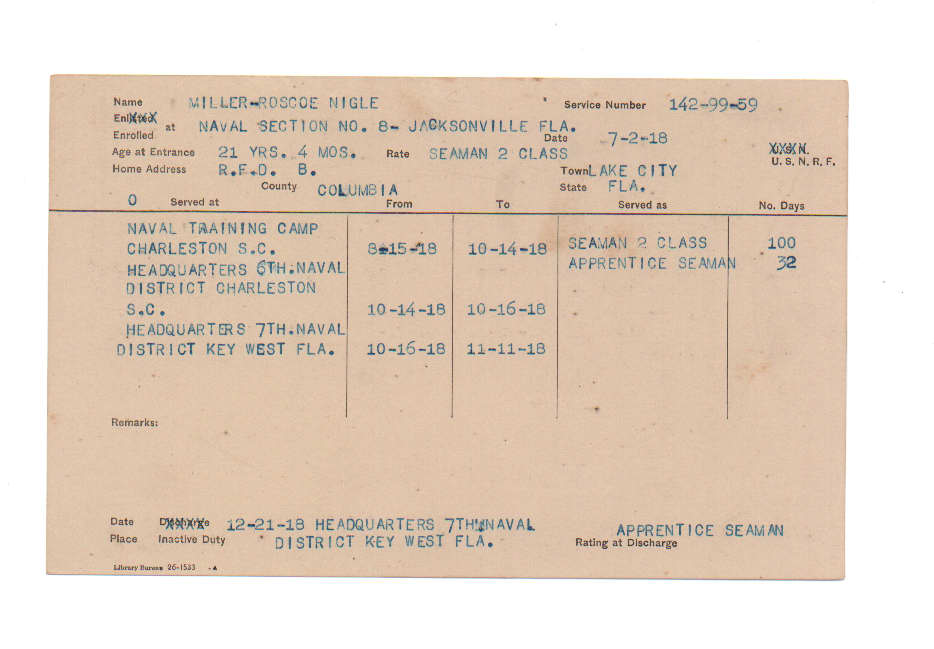 Name MILLER-ROSCOE NIGLE Service Number 142-99-59
Enlisted
Enrolled at NAVAL SECTION NO. 8- JACKSONVILLE FLA. Date 7-2-18
Age at Entrance 21 YRS. 4 MOS. Rate SEAMAN 2 CLASS U. S. N.
U. S. N. R. F.
Home Address R.F.D. B. Town LAKE CITY
County COLUMBIA State FLA.
0 Served at From To Served as No. Days
NAVAL TRAINING CAMP
CHARLESTON S.C. 8-15-18 10-14-18 SEAMAN 2 CLASS 100
HEADQUARTERS 6TH.NAVAL APPRENTICE SEAMAN 32
DISTRICT CHARLESTON
S.C. 10-14-18 10-16-18
HEADQUARTERS 7TH.NAVAL
DISTRICT KEY WEST FLA. 10-16-18 11-11-18
Remarks:
Date Discharge 12-21-18 HEADQUARTERS 7TH NAVAL APPRENTICE SEAMAN
Place Inactive Duty DISTRICT KEY WEST FLA. Rating at Discharge
Library Bureau 26-1533